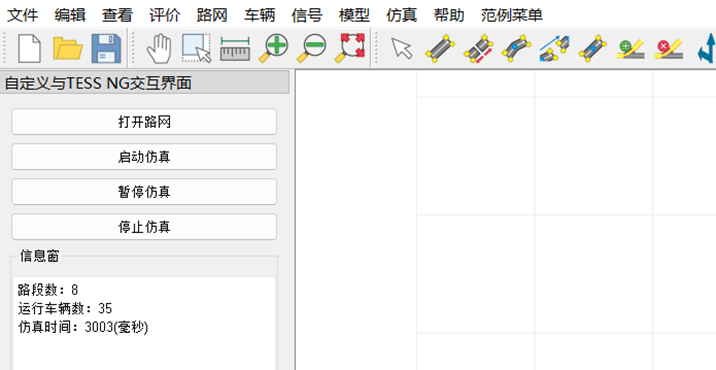 文件 编辑 查看 评价 路网 车辆 信号 模型 仿真 帮助 范例菜单
自定义与TESS NG交互界面
打开路网
启动仿真
暂停仿真
停止仿真
信息窗
路段数：8
运行车辆数：35
仿真时间：3003(毫秒)